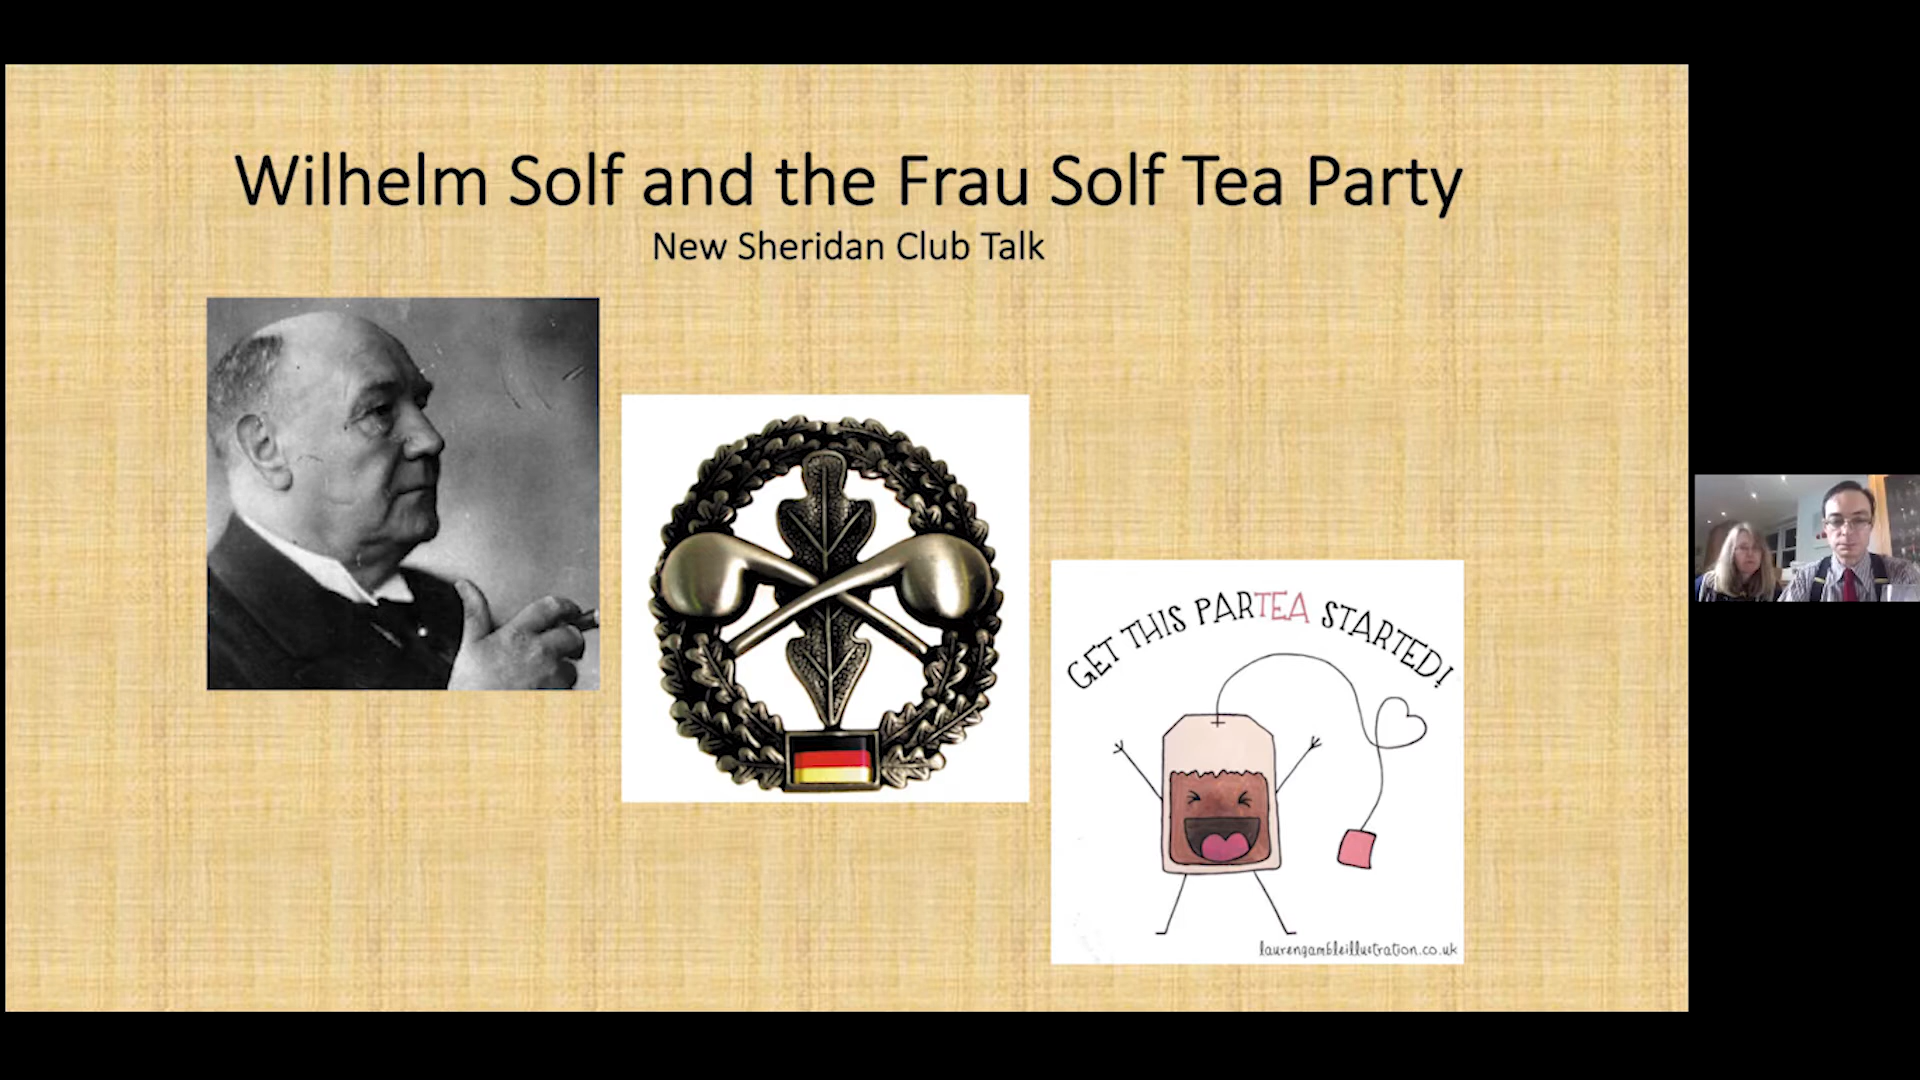 Wilhelm Solf and the Frau Solf Tea Party
New Sheridan Club Talk
GET THIS PARTEA STARTED!
laurengambleillustration.co.uk